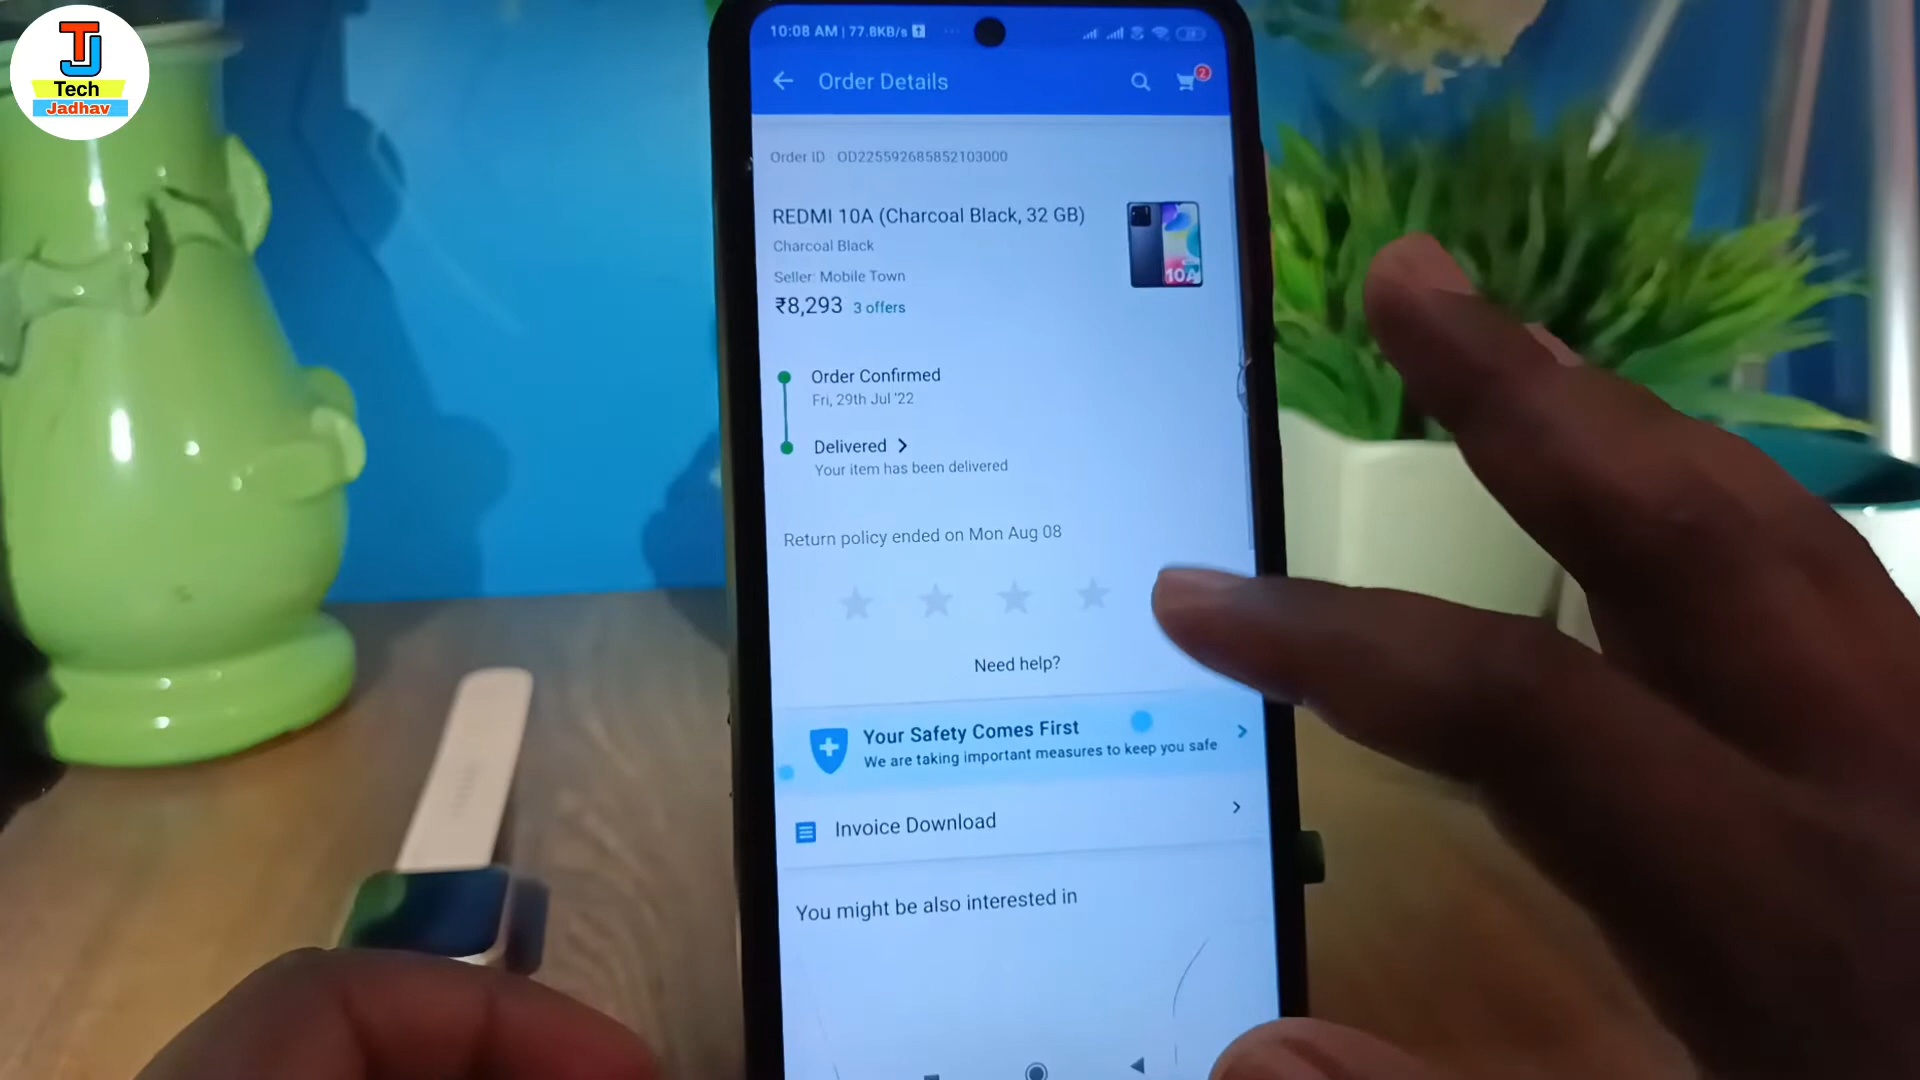 TJ
Tech
Jadhav
10:08 AM | 77.8KB/s
Order Details
2
Order ID - OD225592685852103000
REDMI 10A (Charcoal Black, 32 GB)
Charcoal Black
Seller: Mobile Town
₹8,293 3 offers
10A
Order Confirmed
Fri, 29th Jul '22
Delivered
Your item has been delivered
Return policy ended on Mon Aug 08
Need help?
Your Safety Comes First
We are taking important measures to keep you safe
Invoice Download
You might be also interested in